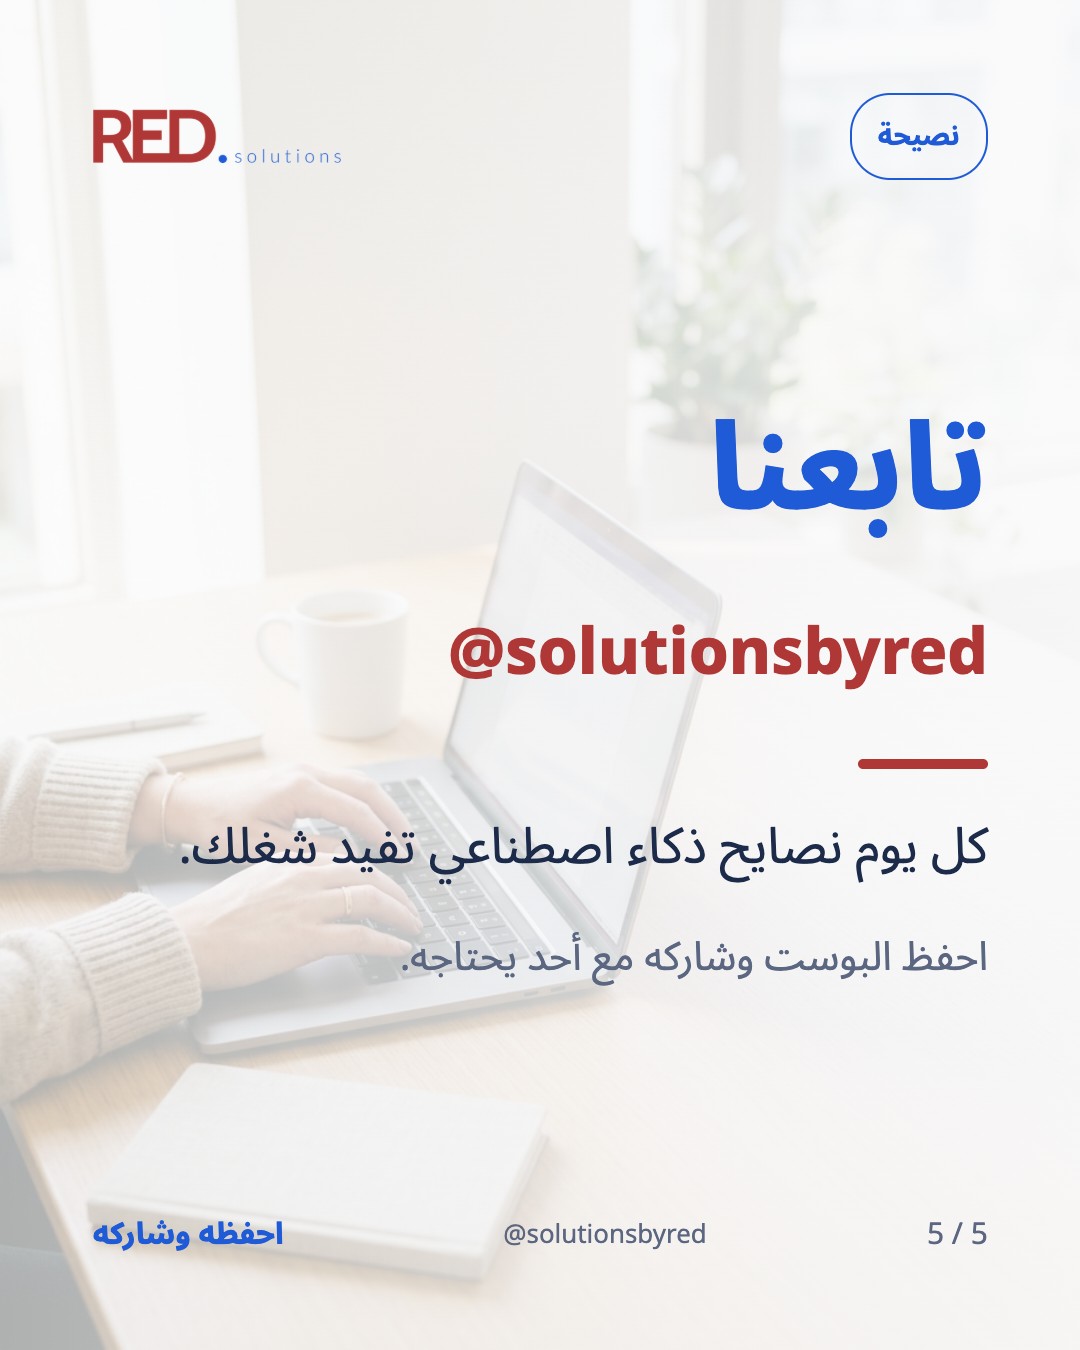 RED.solutions
نصيحة
تابعنا
@solutionsbyred
كل يوم نصايح ذكاء اصطناعي تفيد شغلك.
احفظ البوست وشاركه مع أحد يحتاجه.
5 / 5
@solutionsbyred
احفظه وشاركه